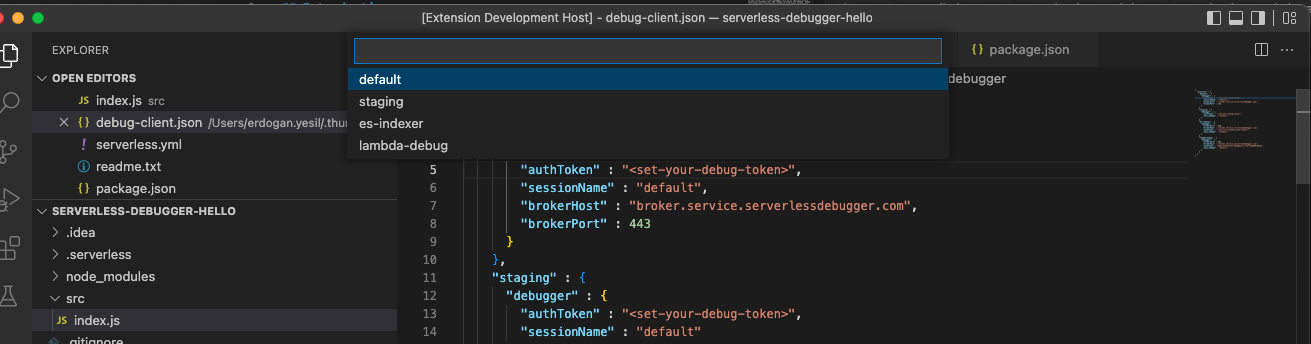 [Extension Development Host] - debug-client.json — serverless-debugger-hello
EXPLORER
OPEN EDITORS
JS index.js src
{} debug-client.json /Users/erdogan.yesil/.thun
! serverless.yml
readme.txt
{} package.json
SERVERLESS-DEBUGGER-HELLO
.idea
.serverless
node_modules
src
JS index.js
.gitignore
default
staging
es-indexer
lambda-debug
{} package.json
debugger
5 "authToken" : "<set-your-debug-token>",
6 "sessionName" : "default",
7 "brokerHost" : "broker.service.serverlessdebugger.com",
8 "brokerPort" : 443
9 }
10 },
11 "staging" : {
12 "debugger" : {
13 "authToken" : "<set-your-debug-token>",
14 "sessionName" : "default"